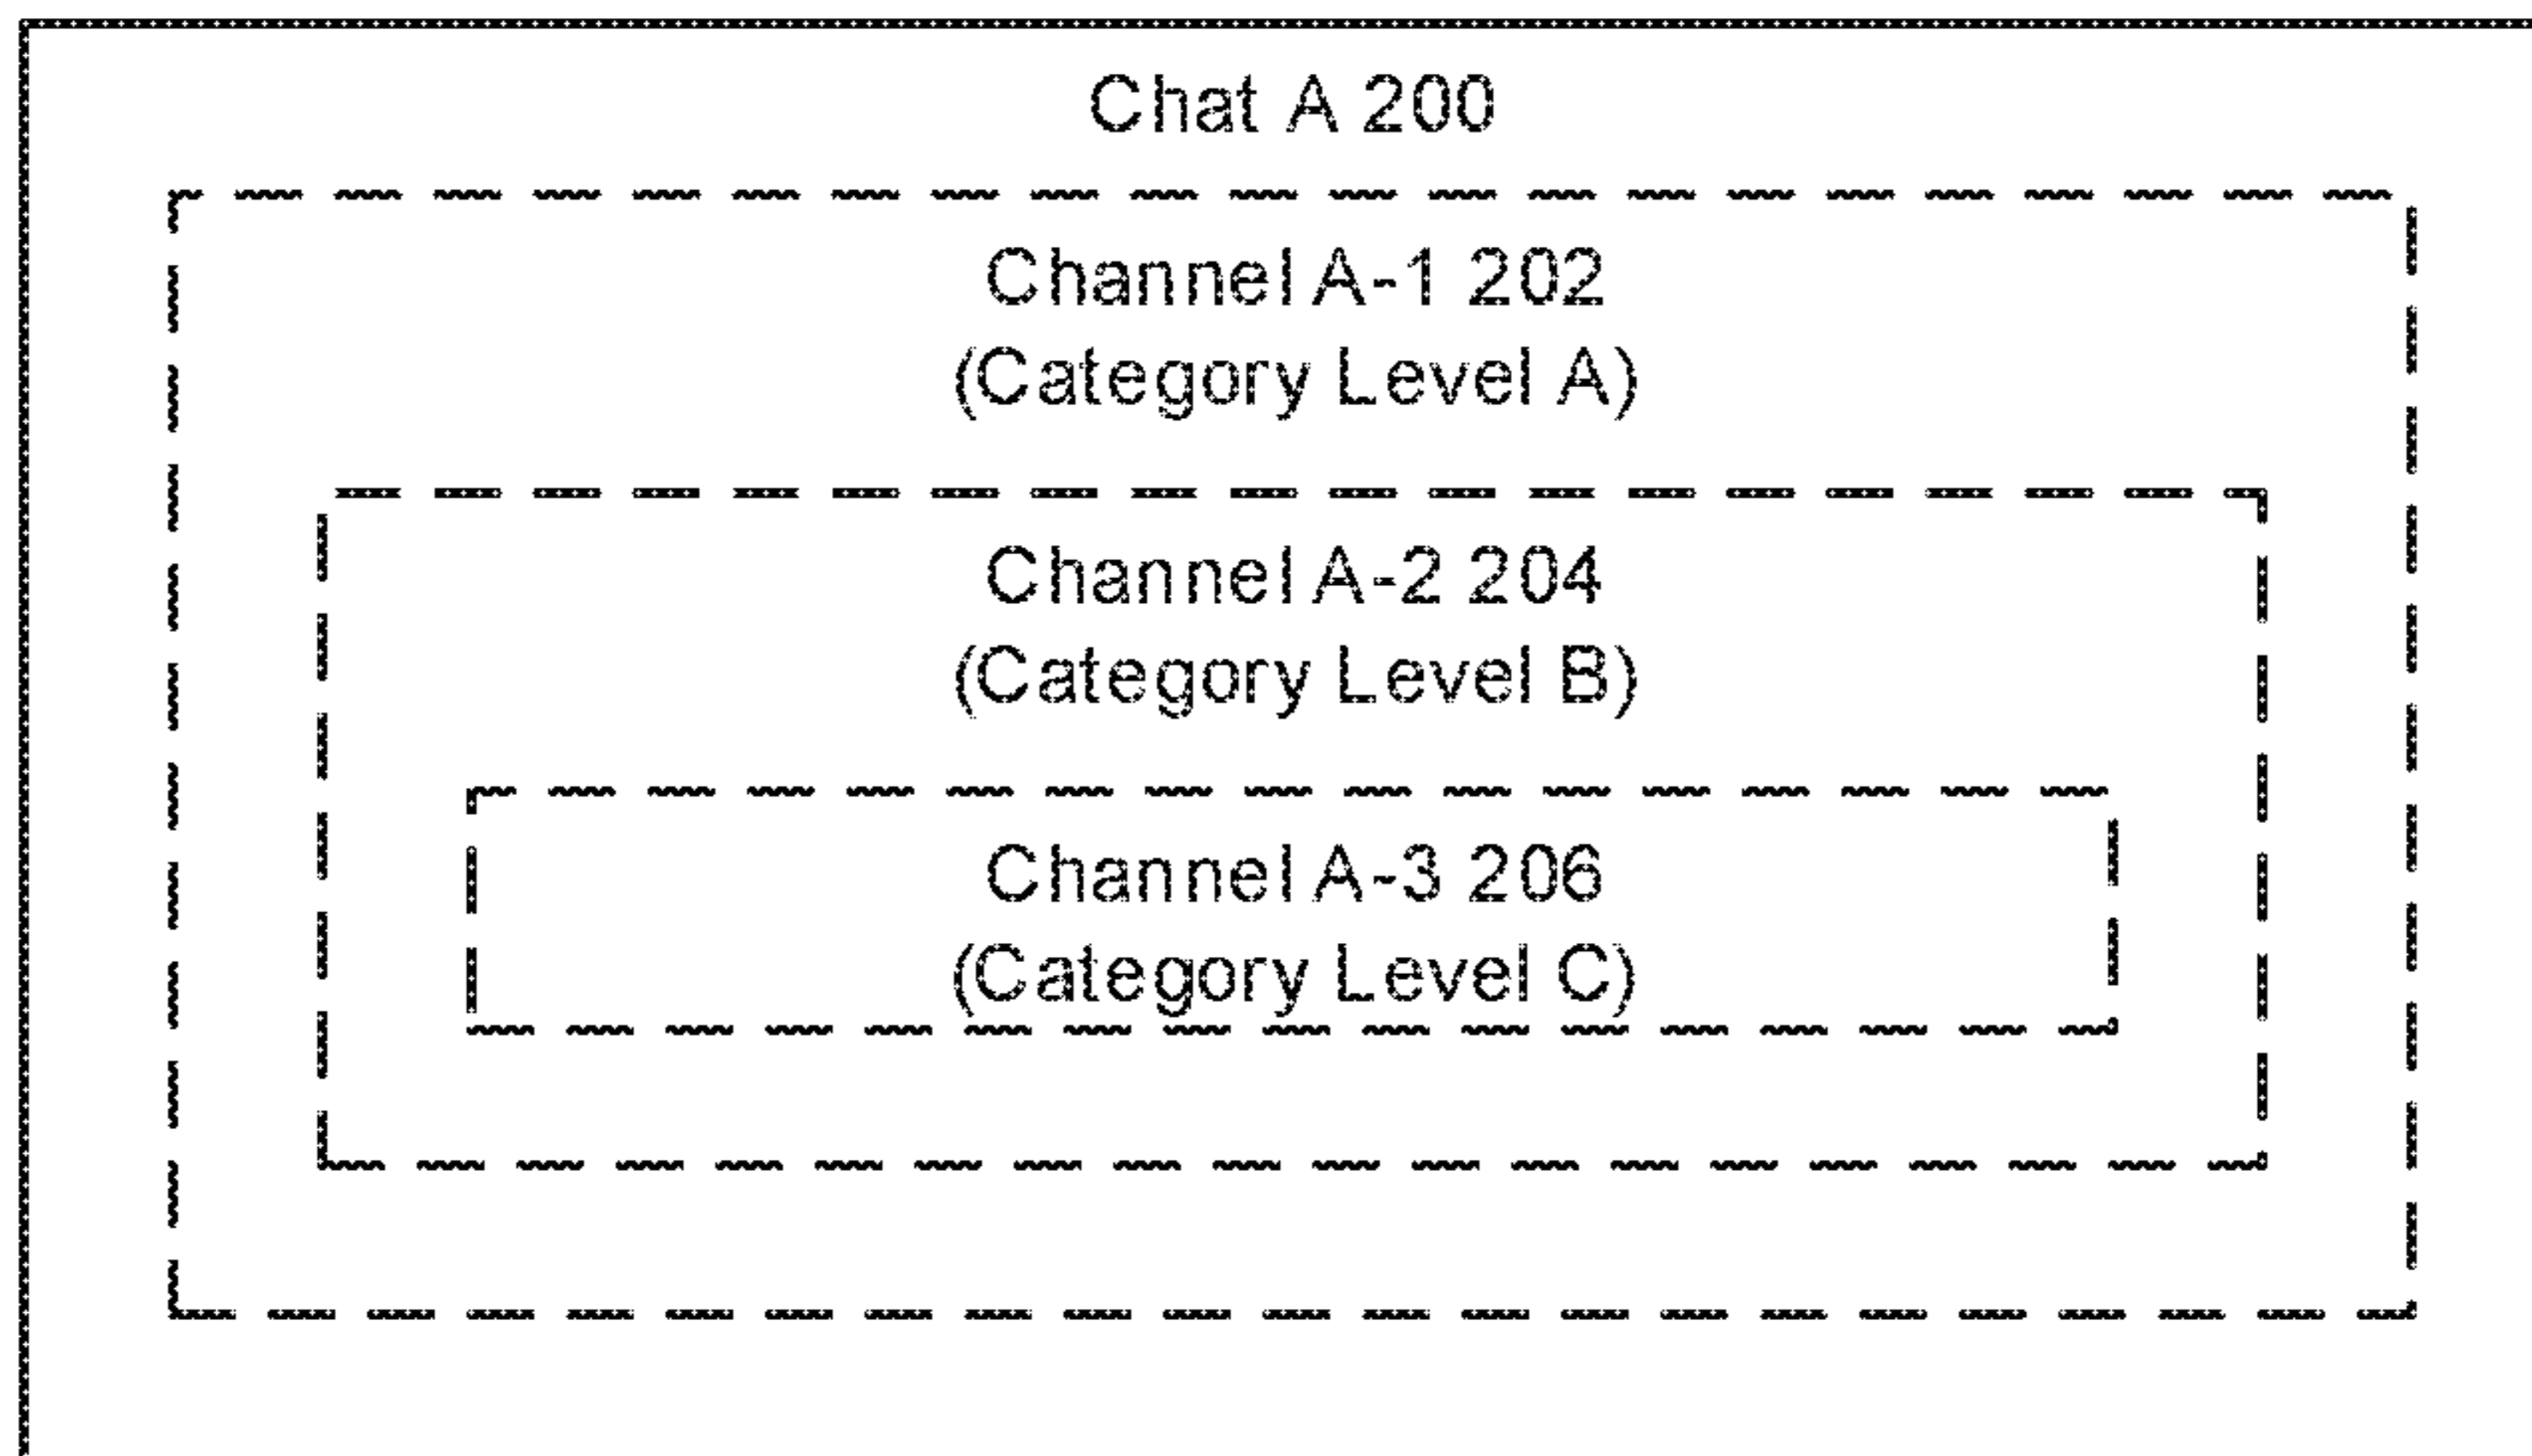 Chat A 200
Channel A-1 202
(Category Level A)
Channel A-2 204
(Category Level B)
Channel A-3 206
(Category Level C)